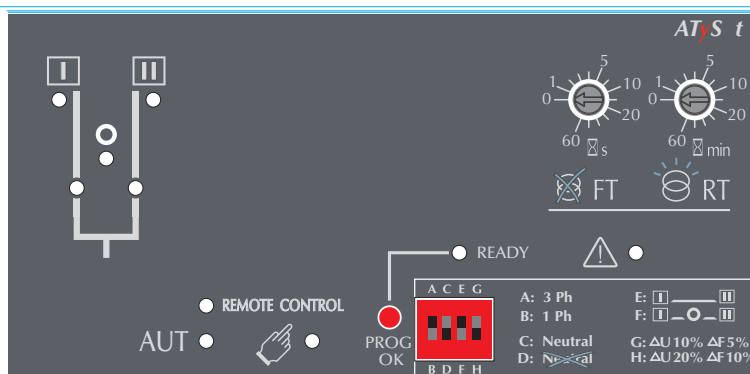 ATyS t
I II
5 5
1 10 1 10
0 20 0 20
60 s 60 min
FT RT
READY
REMOTE CONTROL
AUT
PROG
OK
A C E G
B D F H
A: 3 Ph
B: 1 Ph
C: Neutral
D: Neutral
E: I II
F: I O II
G: ΔU 10% ΔF 5%
H: ΔU 20% ΔF 10%